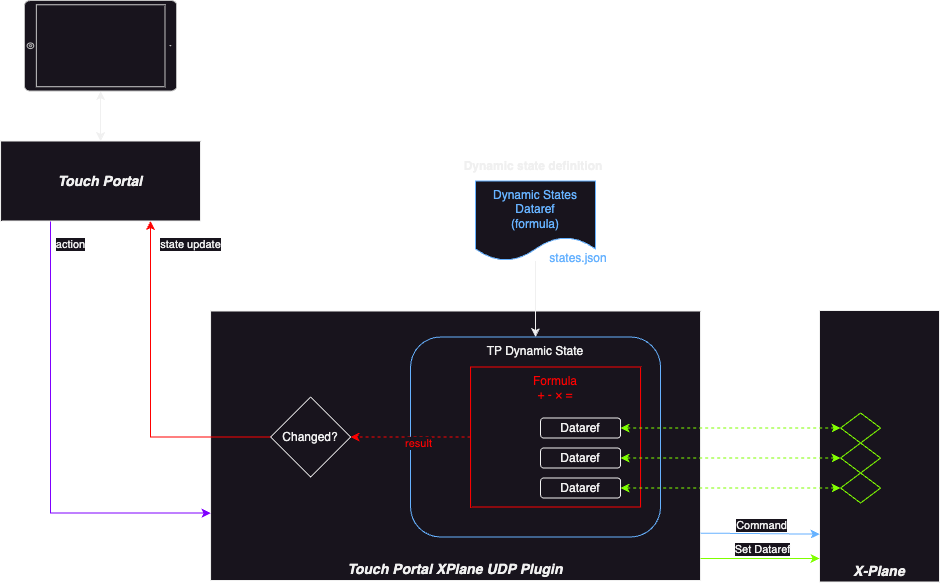 Touch Portal
Dynamic state definition
Dynamic States
Dataref
(formula)
states.json
action
state update
TP Dynamic State
Formula
+ - × =
Changed?
result
Dataref
Dataref
Dataref
Command
Set Dataref
Touch Portal XPlane UDP Plugin
X-Plane